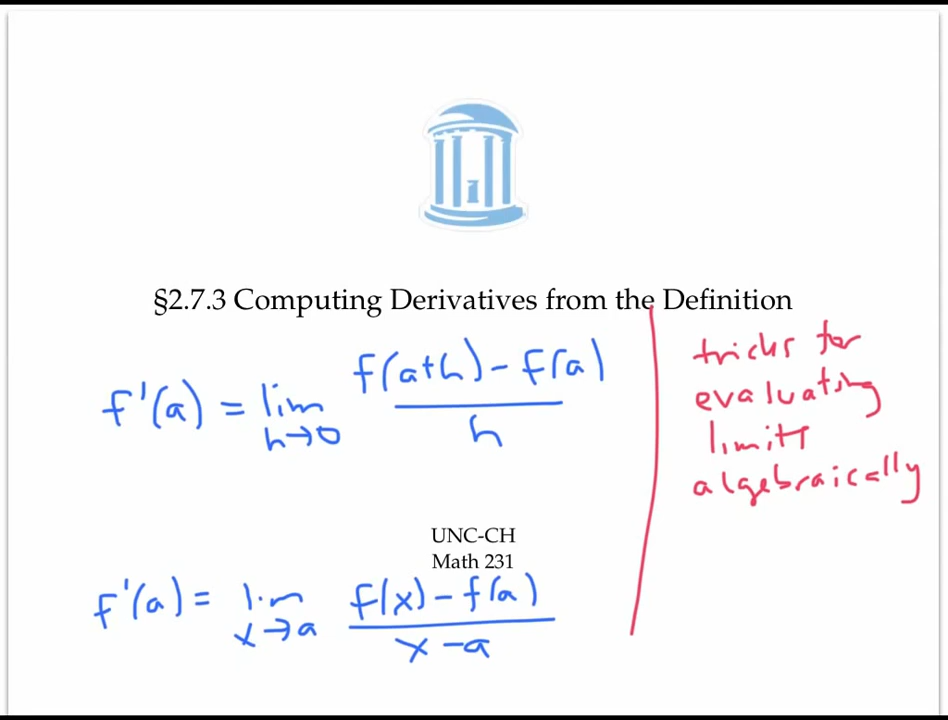 §2.7.3 Computing Derivatives from the Definition
f'(a) = lim h→0 f(a+h) - f(a) / h
tricks for
evaluating
limits
algebraically
UNC-CH
Math 231
f'(a) = lim x→a f(x) - f(a) / x - a